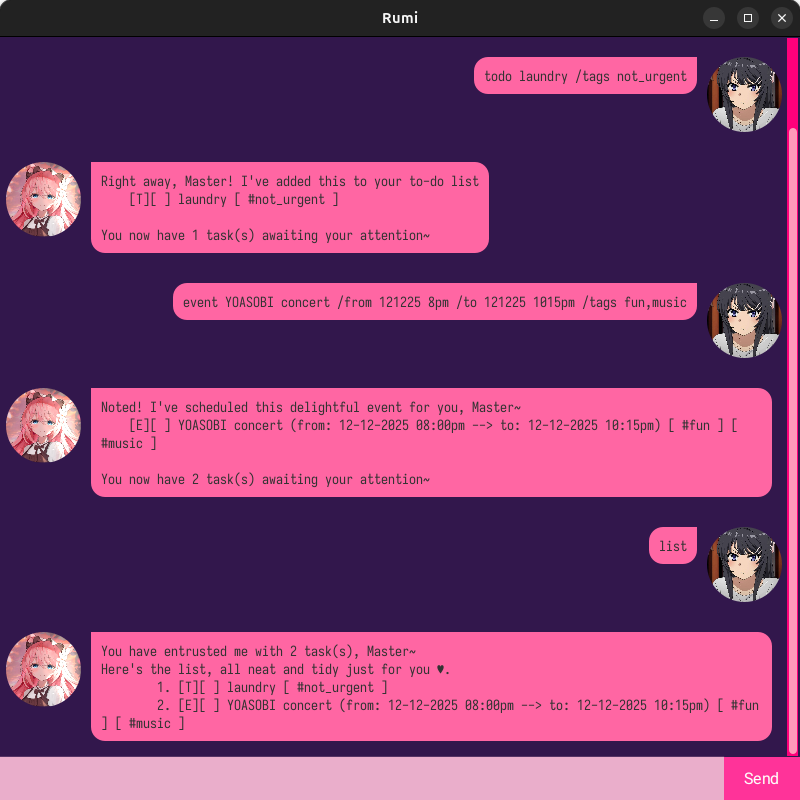 Rumi
todo laundry /tags not_urgent
Right away, Master! I've added this to your to-do list
[T][ ] laundry [ #not_urgent ]
You now have 1 task(s) awaiting your attention~
event YOASOBI concert /from 121225 8pm /to 121225 1015pm /tags fun,music
Noted! I've scheduled this delightful event for you, Master~
[E][ ] YOASOBI concert (from: 12-12-2025 08:00pm --> to: 12-12-2025 10:15pm) [ #fun ] [
#music ]
You now have 2 task(s) awaiting your attention~
list
You have entrusted me with 2 task(s), Master~
Here's the list, all neat and tidy just for you ♥.
1. [T][ ] laundry [ #not_urgent ]
2. [E][ ] YOASOBI concert (from: 12-12-2025 08:00pm --> to: 12-12-2025 10:15pm) [ #fun
] [ #music ]
Send